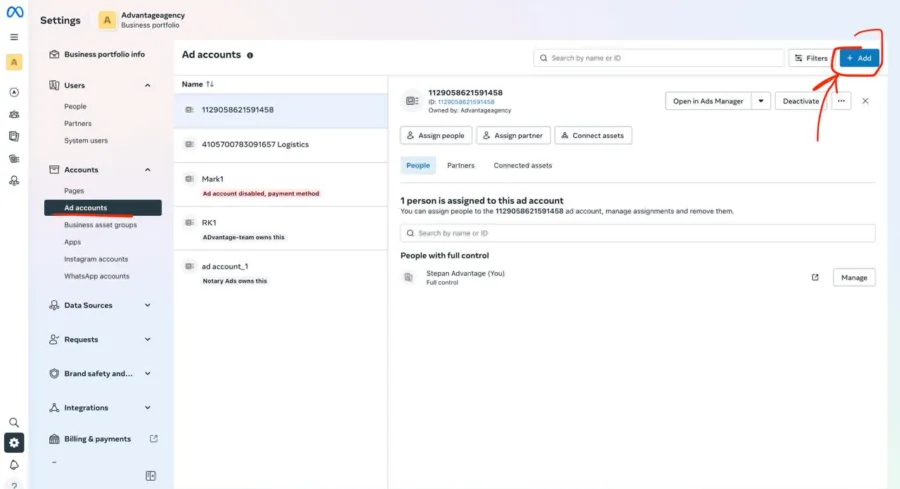 Settings
A
Advantageagency
Business portfolio
A
Business portfolio info
Users
People
Partners
System users
Accounts
Pages
Ad accounts
Business asset groups
Apps
Instagram accounts
WhatsApp accounts
Data Sources
Requests
Brand safety and...
Integrations
Billing & payments
Ad accounts
Search by name or ID
Filters
+ Add
Name ↑↓
1129058621591458
4105700783091657 Logistics
Mark1
Ad account disabled, payment method
RK1
ADvantage-team owns this
ad account_1
Notary Ads owns this
1129058621591458
ID: 1129058621591458
Owned by: Advantageagency
Open in Ads Manager
Deactivate
...
Assign people
Assign partner
Connect assets
People
Partners
Connected assets
1 person is assigned to this ad account
You can assign people to the 1129058621591458 ad account, manage assignments and remove them.
Search by name or ID
People with full control
Stepan Advantage (You)
Full control
Manage